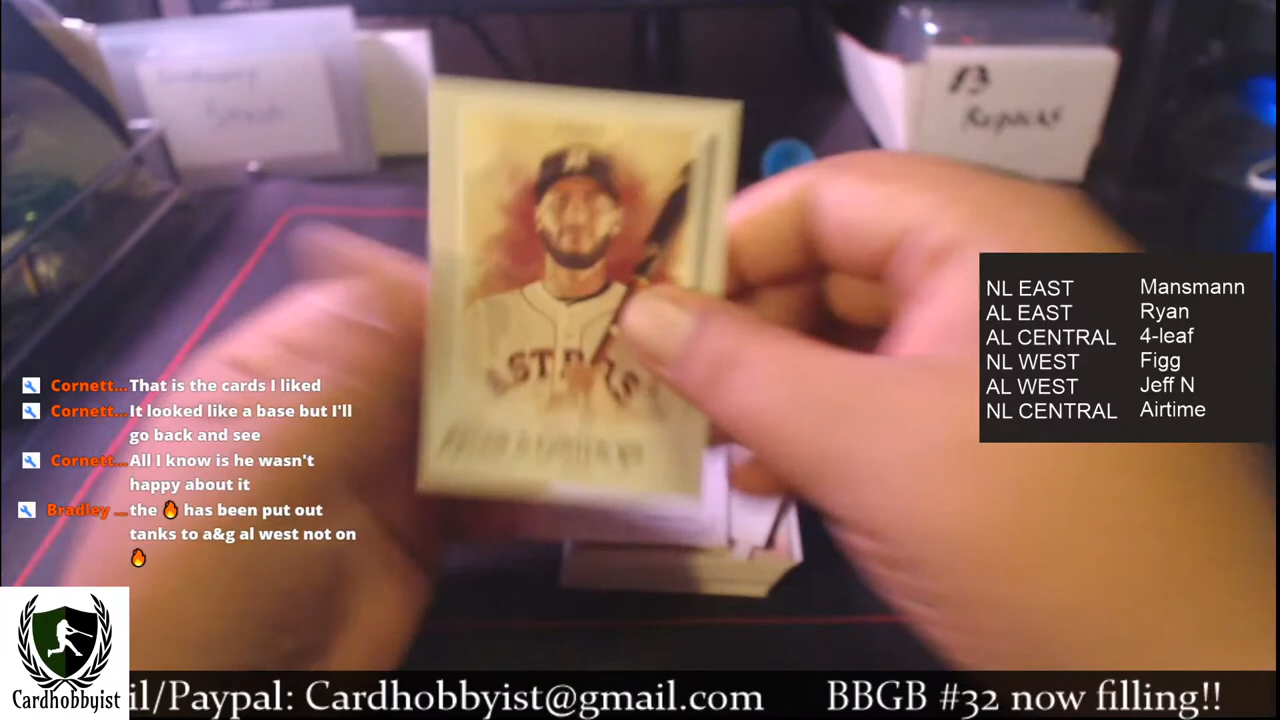 13
Repacks
ASTROS
NL EAST Mansmann
AL EAST Ryan
AL CENTRAL 4-leaf
NL WEST Figg
AL WEST Jeff N
NL CENTRAL Airtime
Cornett... That is the cards I liked
Cornett... It looked like a base but I'll
go back and see
Cornett... All I know is he wasn't
happy about it
Bradley ... the 🔥 has been put out
tanks to a&g al west not on
🔥
Cardhobbyist
il/Paypal: Cardhobbyist@gmail.com BBGB #32 now filling!!